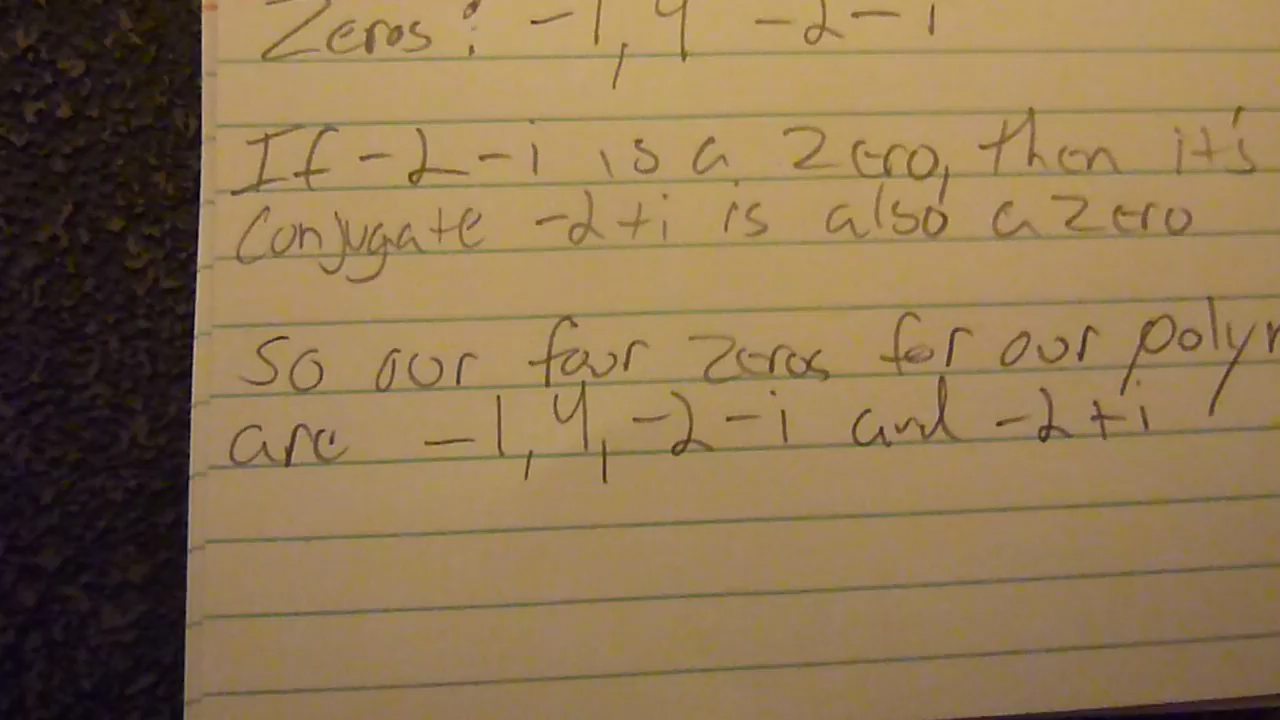 Zeros: -1, 4 -2-i
If -2-i is a zero, then it's
conjugate -2+i is also a zero
So our four zeros for our polyn
are -1, 4, -2-i and -2+i